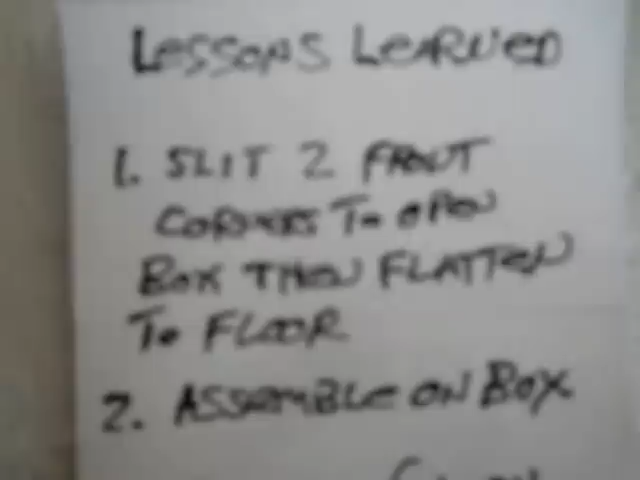 Lessons Learned
1. SLIT 2 FRONT
CORNERS To OPEN
BOX THEN FLATTEN
To FLOOR
2. ASSEMBLE ON BOX